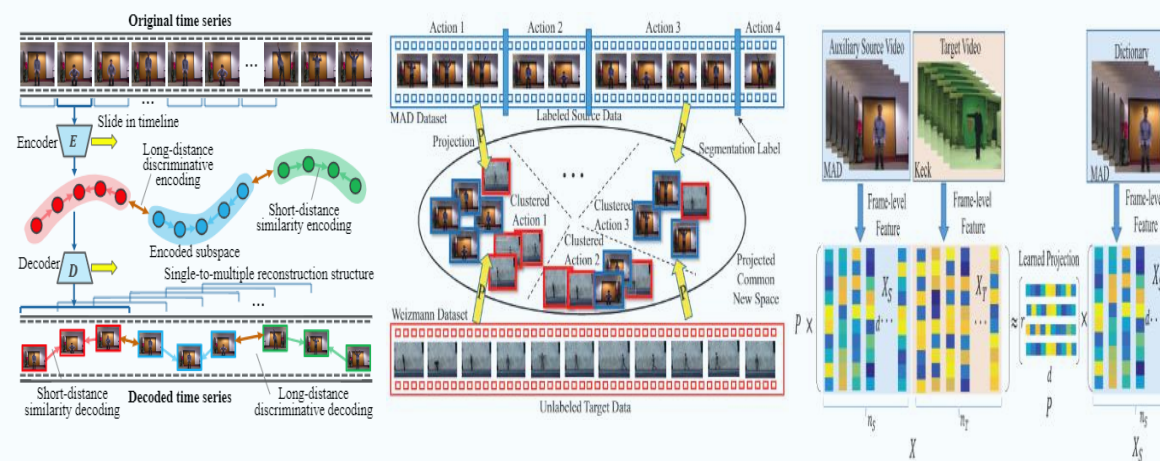 Original time series
...
Slide in timeline
Encoder
E
Long-distance
discriminative
encoding
Short-distance
similarity encoding
Encoded subspace
Decoder
D
Single-to-multiple reconstruction structure
...
Short-distance
similarity decoding
Decoded time series
Long-distance
discriminative decoding
Action 1
Action 2
Action 3
Action 4
MAD Dataset
Labeled Source Data
Projection
P
P
Segmentation Label
...
Clustered
Action 1
Clustered
Action 3
Clustered
Action 2
Projected
Common
New Space
P
P
Weizmann Dataset
Unlabeled Target Data
Auxiliary Source Video
Target Video
Dictionary
MAD
Keck
MAD
Frame-level
Feature
Frame-level
Feature
Frame-level
Feature
P ×
X_S
d ...
X_T
...
≈
Learned Projection
r
d
P
×
d ...
n_S
n_T
n_S
X
X_S